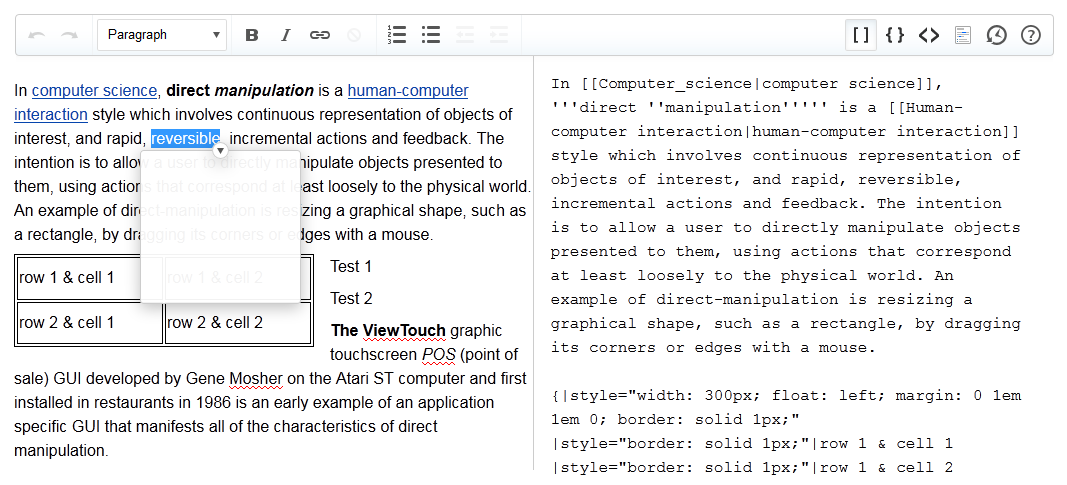 Paragraph
B I
[ ] { } < > ?
In computer science, direct manipulation is a human-computer
interaction style which involves continuous representation of objects of
interest, and rapid, reversible, incremental actions and feedback. The
intention is to allow a user to directly manipulate objects presented to
them, using actions that correspond at least loosely to the physical world.
An example of direct-manipulation is resizing a graphical shape, such as
a rectangle, by dragging its corners or edges with a mouse.
row 1 & cell 1 row 1 & cell 2
row 2 & cell 1 row 2 & cell 2
Test 1
Test 2
The ViewTouch graphic
touchscreen POS (point of
sale) GUI developed by Gene Mosher on the Atari ST computer and first
installed in restaurants in 1986 is an early example of an application
specific GUI that manifests all of the characteristics of direct
manipulation.
In [[Computer_science|computer science]],
'''direct ''manipulation''''' is a [[Human-
computer interaction|human-computer interaction]]
style which involves continuous representation of
objects of interest, and rapid, reversible,
incremental actions and feedback. The intention
is to allow a user to directly manipulate objects
presented to them, using actions that correspond
at least loosely to the physical world. An
example of direct-manipulation is resizing a
graphical shape, such as a rectangle, by dragging
its corners or edges with a mouse.
{|style="width: 300px; float: left; margin: 0 1em
1em 0; border: solid 1px;"
|style="border: solid 1px;"|row 1 & cell 1
|style="border: solid 1px;"|row 1 & cell 2